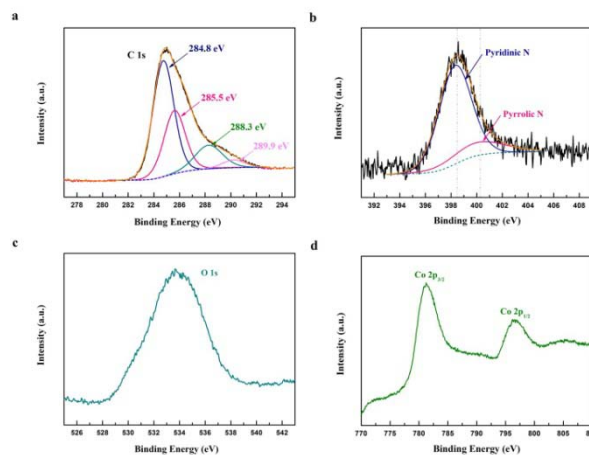 a
C 1s
284.8 eV
285.5 eV
288.3 eV
289.9 eV
Intensity (a.u.)
278 280 282 284 286 288 290 292 294
Binding Energy (eV)
b
Pyridinic N
Pyrrolic N
Intensity (a.u.)
392 394 396 398 400 402 404 406 408
Binding Energy (eV)
c
O 1s
Intensity (a.u.)
526 528 530 532 534 536 538 540 542
Binding Energy (eV)
d
Co 2p3/2
Co 2p1/2
Intensity (a.u.)
770 775 780 785 790 795 800 805
Binding Energy (eV)